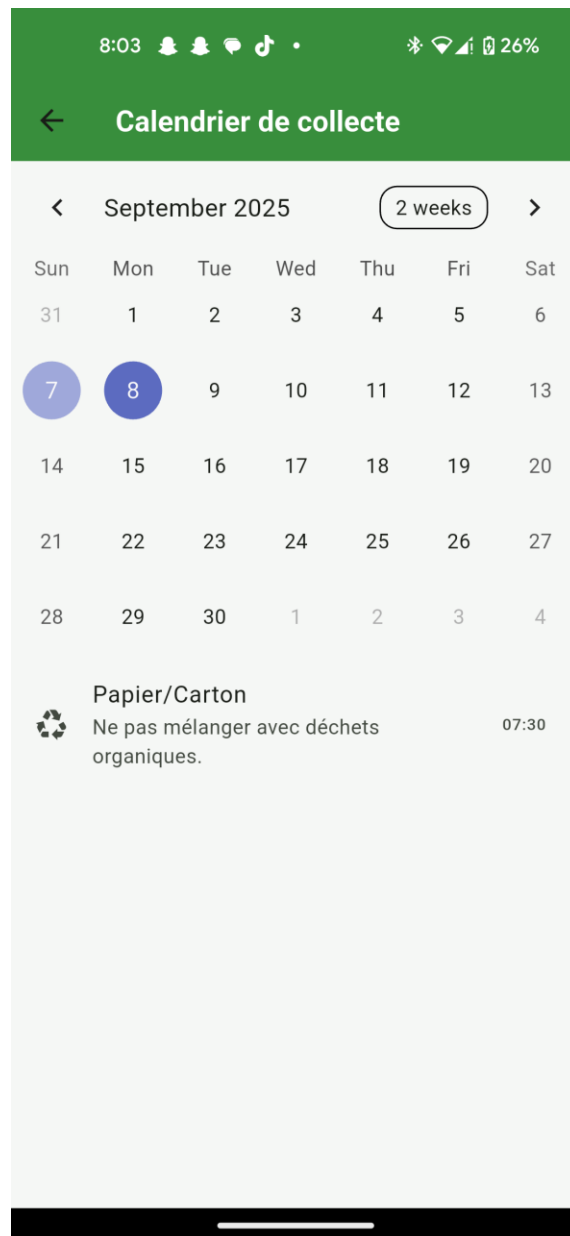 8:03 26%
Calendrier de collecte
September 2025 2 weeks
Sun Mon Tue Wed Thu Fri Sat
31 1 2 3 4 5 6
7 8 9 10 11 12 13
14 15 16 17 18 19 20
21 22 23 24 25 26 27
28 29 30 1 2 3 4
Papier/Carton
Ne pas mélanger avec déchets 07:30
organiques.